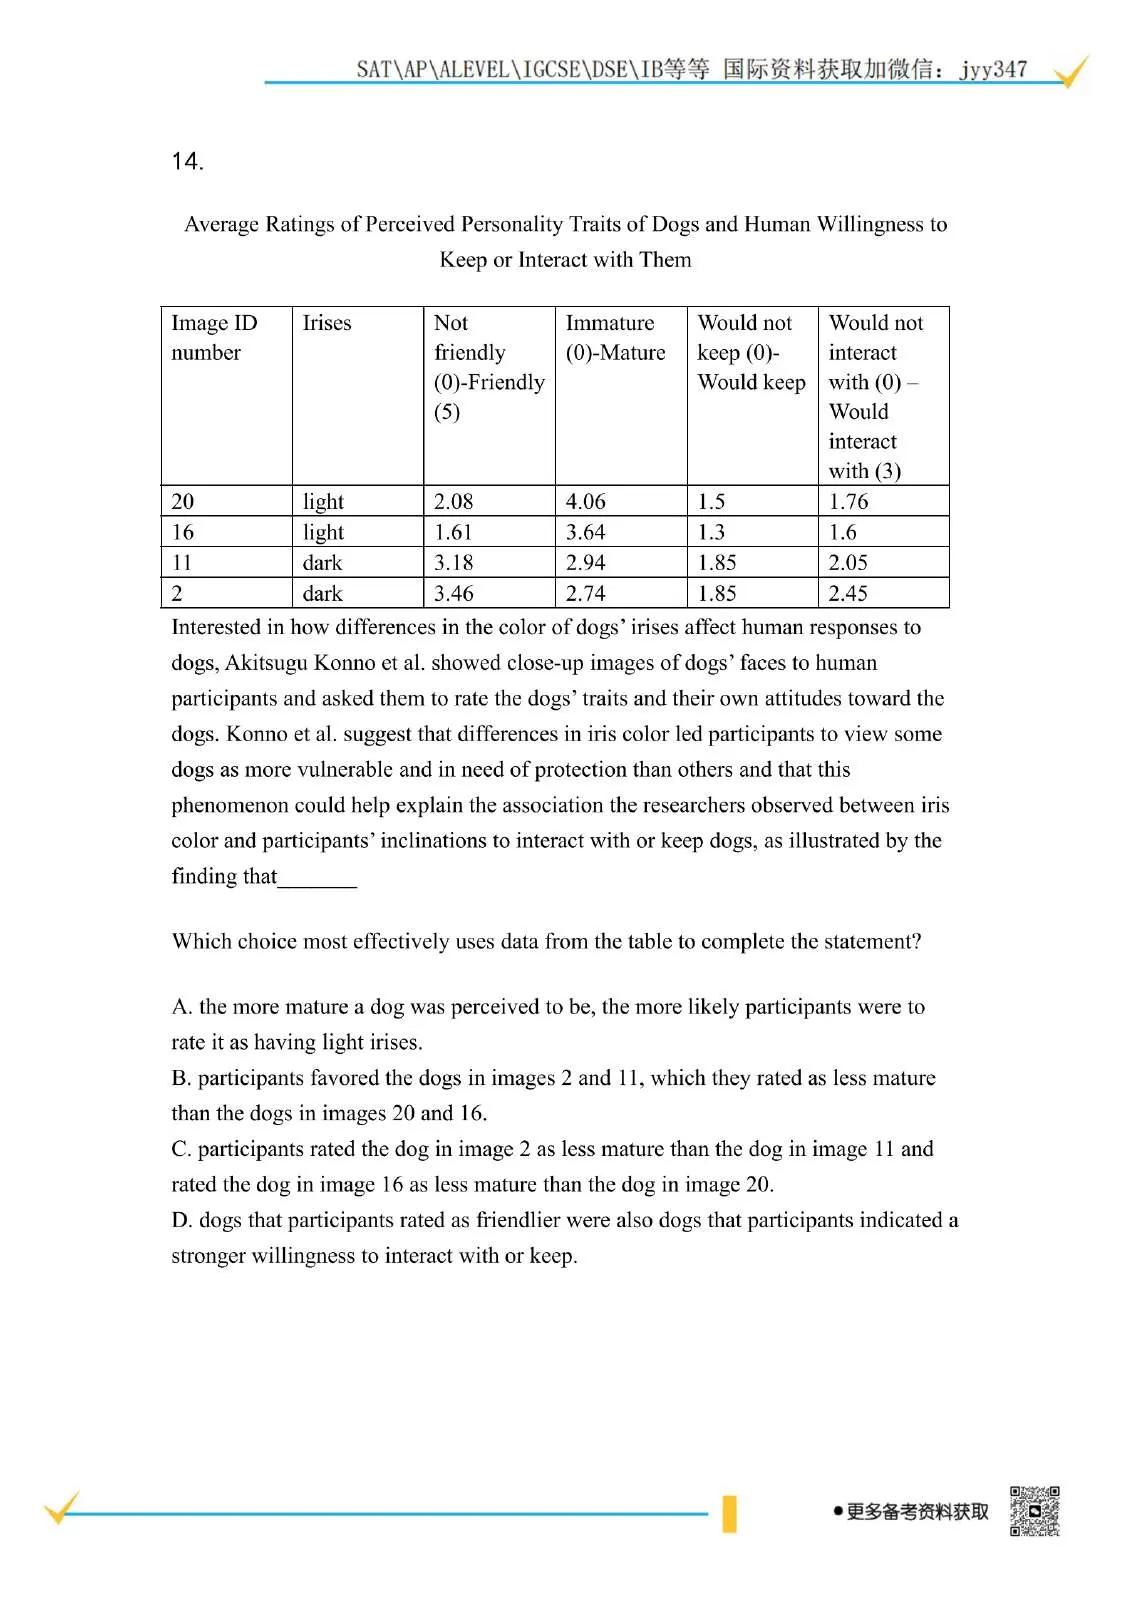 SAT\AP\ALEVEL\IGCSE\DSE\IB等等 国际资料获取加微信：jyy347
14.
Average Ratings of Perceived Personality Traits of Dogs and Human Willingness to
Keep or Interact with Them
Image ID number
Irises
Not friendly (0)-Friendly (5)
Immature (0)-Mature
Would not keep (0)-Would keep
Would not interact with (0) – Would interact with (3)
20 light 2.08 4.06 1.5 1.76
16 light 1.61 3.64 1.3 1.6
11 dark 3.18 2.94 1.85 2.05
2 dark 3.46 2.74 1.85 2.45
Interested in how differences in the color of dogs’ irises affect human responses to
dogs, Akitsugu Konno et al. showed close-up images of dogs’ faces to human
participants and asked them to rate the dogs’ traits and their own attitudes toward the
dogs. Konno et al. suggest that differences in iris color led participants to view some
dogs as more vulnerable and in need of protection than others and that this
phenomenon could help explain the association the researchers observed between iris
color and participants’ inclinations to interact with or keep dogs, as illustrated by the
finding that_______
Which choice most effectively uses data from the table to complete the statement?
A. the more mature a dog was perceived to be, the more likely participants were to
rate it as having light irises.
B. participants favored the dogs in images 2 and 11, which they rated as less mature
than the dogs in images 20 and 16.
C. participants rated the dog in image 2 as less mature than the dog in image 11 and
rated the dog in image 16 as less mature than the dog in image 20.
D. dogs that participants rated as friendlier were also dogs that participants indicated a
stronger willingness to interact with or keep.
●更多备考资料获取